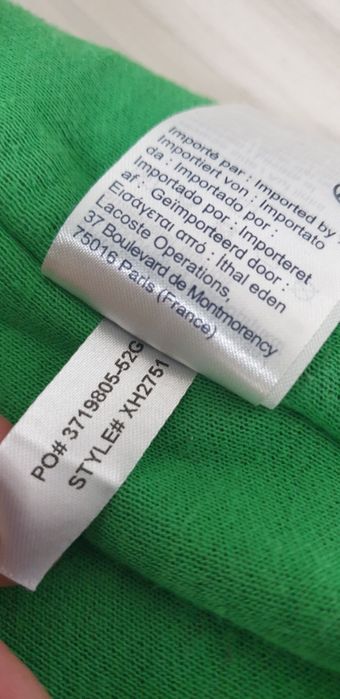 Importé par : Imported by :
Importiert von : Importato
da : Importado por :
Importado por : Importeret
af : Geïmporteerd door :
Εισάγεται από : Ithal eden
Lacoste Operations,
37 Boulevard de Montmorency
75016 Paris (France)
PO# 3719805-52G
STYLE# XH2751